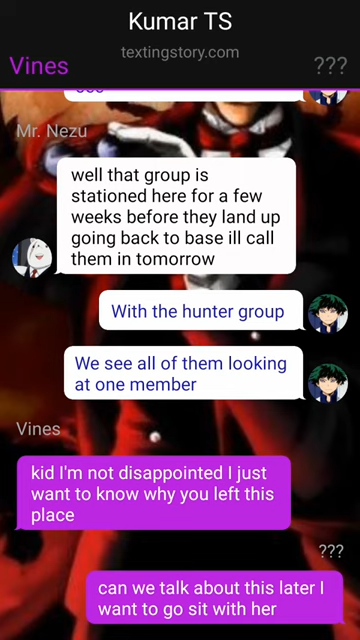 Kumar TS
textingstory.com
Vines
???
Mr. Nezu
well that group is
stationed here for a few
weeks before they land up
going back to base ill call
them in tomorrow
With the hunter group
We see all of them looking
at one member
Vines
kid I'm not disappointed I just
want to know why you left this
place
???
can we talk about this later I
want to go sit with her